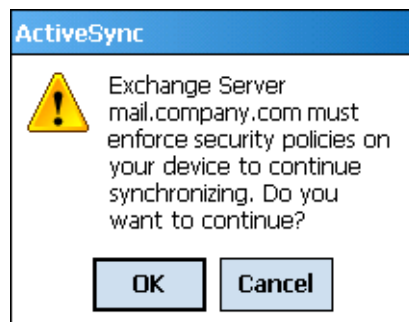 ActiveSync
Exchange Server
mail.company.com must
enforce security policies on
your device to continue
synchronizing. Do you
want to continue?
OK Cancel